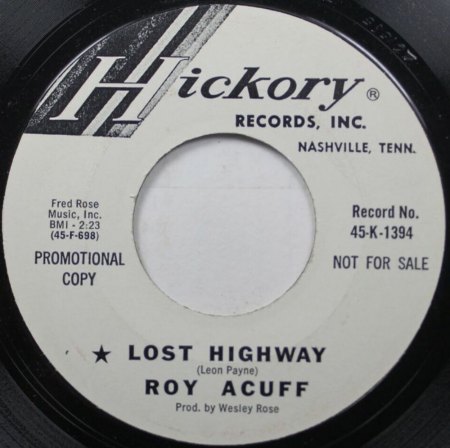 Hickory®
RECORDS, INC.
NASHVILLE, TENN.
Fred Rose
Music, Inc.
BMI - 2:23
(45-F-698)
PROMOTIONAL
COPY
Record No.
45-K-1394
NOT FOR SALE
★ LOST HIGHWAY
(Leon Payne)
ROY ACUFF
Prod. by Wesley Rose